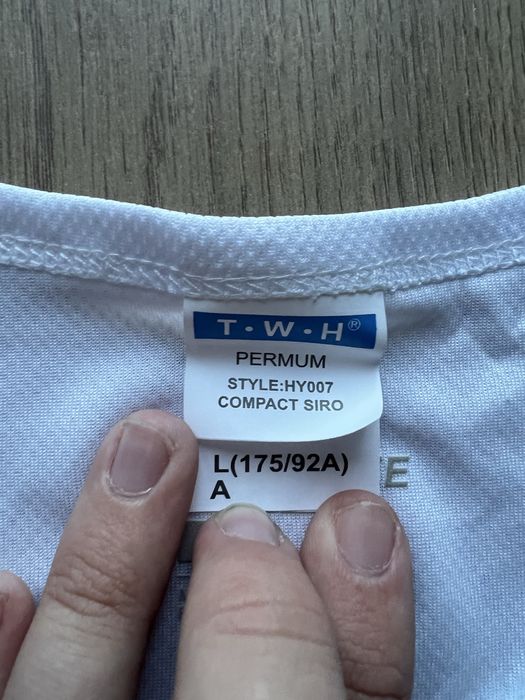 T·W·H®
PERMUM
STYLE:HY007
COMPACT SIRO
L(175/92A)
A
E